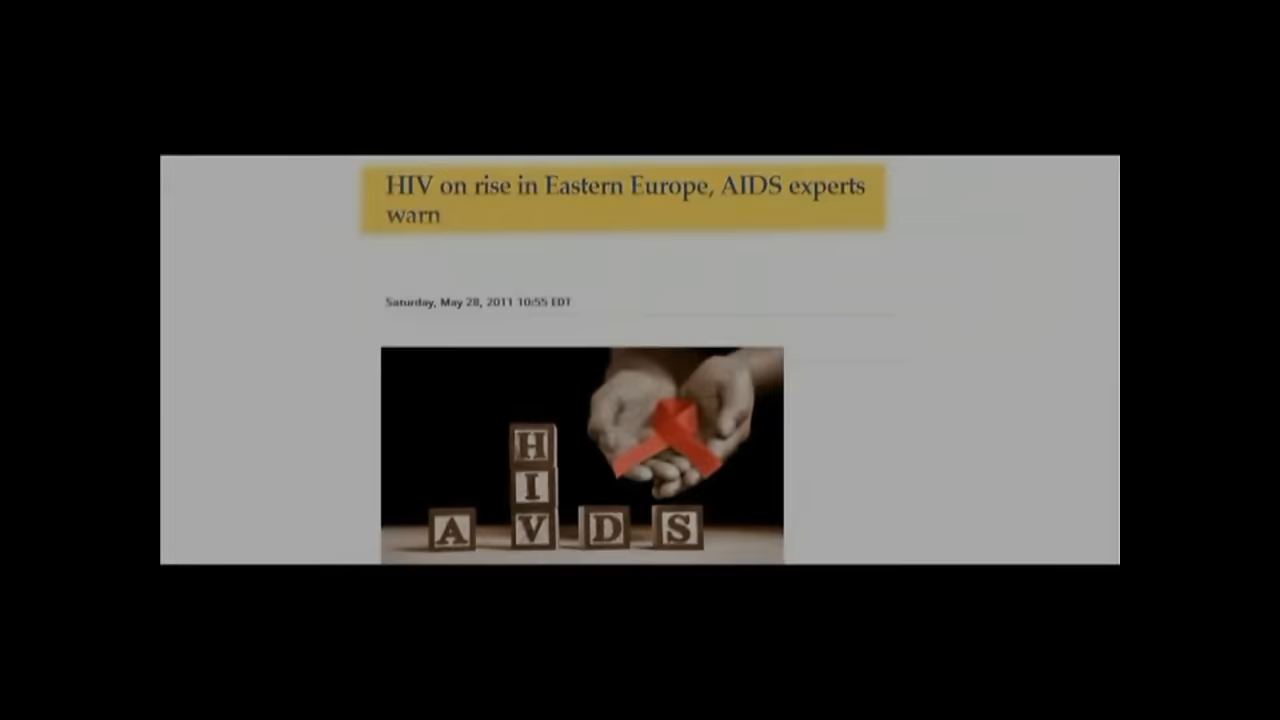 HIV on rise in Eastern Europe, AIDS experts
warn
Saturday, May 28, 2011 10:55 EDT
H
I
A V D S